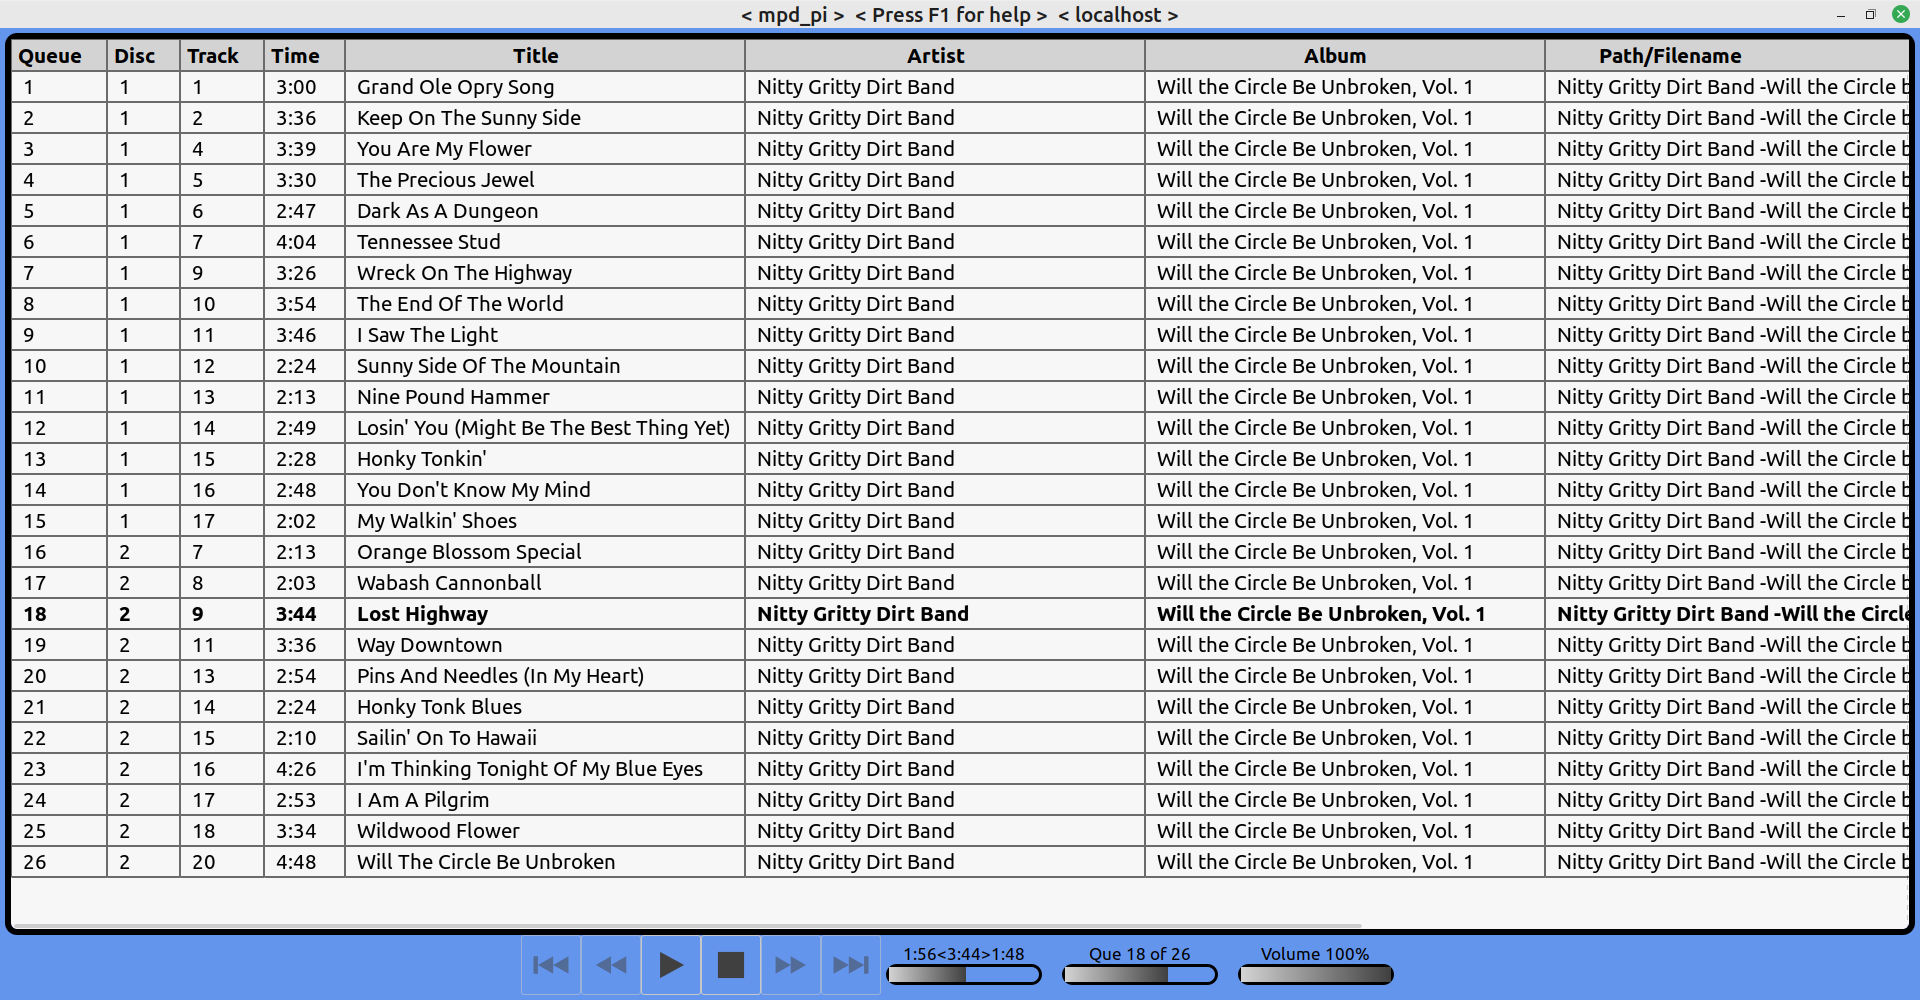 < mpd_pi > < Press F1 for help > < localhost >
Queue Disc Track Time Title Artist Album Path/Filename
1 1 1 3:00 Grand Ole Opry Song Nitty Gritty Dirt Band Will the Circle Be Unbroken, Vol. 1 Nitty Gritty Dirt Band -Will the Circle b
2 1 2 3:36 Keep On The Sunny Side Nitty Gritty Dirt Band Will the Circle Be Unbroken, Vol. 1 Nitty Gritty Dirt Band -Will the Circle b
3 1 4 3:39 You Are My Flower Nitty Gritty Dirt Band Will the Circle Be Unbroken, Vol. 1 Nitty Gritty Dirt Band -Will the Circle b
4 1 5 3:30 The Precious Jewel Nitty Gritty Dirt Band Will the Circle Be Unbroken, Vol. 1 Nitty Gritty Dirt Band -Will the Circle b
5 1 6 2:47 Dark As A Dungeon Nitty Gritty Dirt Band Will the Circle Be Unbroken, Vol. 1 Nitty Gritty Dirt Band -Will the Circle b
6 1 7 4:04 Tennessee Stud Nitty Gritty Dirt Band Will the Circle Be Unbroken, Vol. 1 Nitty Gritty Dirt Band -Will the Circle b
7 1 9 3:26 Wreck On The Highway Nitty Gritty Dirt Band Will the Circle Be Unbroken, Vol. 1 Nitty Gritty Dirt Band -Will the Circle b
8 1 10 3:54 The End Of The World Nitty Gritty Dirt Band Will the Circle Be Unbroken, Vol. 1 Nitty Gritty Dirt Band -Will the Circle b
9 1 11 3:46 I Saw The Light Nitty Gritty Dirt Band Will the Circle Be Unbroken, Vol. 1 Nitty Gritty Dirt Band -Will the Circle b
10 1 12 2:24 Sunny Side Of The Mountain Nitty Gritty Dirt Band Will the Circle Be Unbroken, Vol. 1 Nitty Gritty Dirt Band -Will the Circle b
11 1 13 2:13 Nine Pound Hammer Nitty Gritty Dirt Band Will the Circle Be Unbroken, Vol. 1 Nitty Gritty Dirt Band -Will the Circle b
12 1 14 2:49 Losin' You (Might Be The Best Thing Yet) Nitty Gritty Dirt Band Will the Circle Be Unbroken, Vol. 1 Nitty Gritty Dirt Band -Will the Circle b
13 1 15 2:28 Honky Tonkin' Nitty Gritty Dirt Band Will the Circle Be Unbroken, Vol. 1 Nitty Gritty Dirt Band -Will the Circle b
14 1 16 2:48 You Don't Know My Mind Nitty Gritty Dirt Band Will the Circle Be Unbroken, Vol. 1 Nitty Gritty Dirt Band -Will the Circle b
15 1 17 2:02 My Walkin' Shoes Nitty Gritty Dirt Band Will the Circle Be Unbroken, Vol. 1 Nitty Gritty Dirt Band -Will the Circle b
16 2 7 2:13 Orange Blossom Special Nitty Gritty Dirt Band Will the Circle Be Unbroken, Vol. 1 Nitty Gritty Dirt Band -Will the Circle b
17 2 8 2:03 Wabash Cannonball Nitty Gritty Dirt Band Will the Circle Be Unbroken, Vol. 1 Nitty Gritty Dirt Band -Will the Circle b
18 2 9 3:44 Lost Highway Nitty Gritty Dirt Band Will the Circle Be Unbroken, Vol. 1 Nitty Gritty Dirt Band -Will the Circle
19 2 11 3:36 Way Downtown Nitty Gritty Dirt Band Will the Circle Be Unbroken, Vol. 1 Nitty Gritty Dirt Band -Will the Circle b
20 2 13 2:54 Pins And Needles (In My Heart) Nitty Gritty Dirt Band Will the Circle Be Unbroken, Vol. 1 Nitty Gritty Dirt Band -Will the Circle b
21 2 14 2:24 Honky Tonk Blues Nitty Gritty Dirt Band Will the Circle Be Unbroken, Vol. 1 Nitty Gritty Dirt Band -Will the Circle b
22 2 15 2:10 Sailin' On To Hawaii Nitty Gritty Dirt Band Will the Circle Be Unbroken, Vol. 1 Nitty Gritty Dirt Band -Will the Circle b
23 2 16 4:26 I'm Thinking Tonight Of My Blue Eyes Nitty Gritty Dirt Band Will the Circle Be Unbroken, Vol. 1 Nitty Gritty Dirt Band -Will the Circle b
24 2 17 2:53 I Am A Pilgrim Nitty Gritty Dirt Band Will the Circle Be Unbroken, Vol. 1 Nitty Gritty Dirt Band -Will the Circle b
25 2 18 3:34 Wildwood Flower Nitty Gritty Dirt Band Will the Circle Be Unbroken, Vol. 1 Nitty Gritty Dirt Band -Will the Circle b
26 2 20 4:48 Will The Circle Be Unbroken Nitty Gritty Dirt Band Will the Circle Be Unbroken, Vol. 1 Nitty Gritty Dirt Band -Will the Circle b
1:56<3:44>1:48 Que 18 of 26 Volume 100%